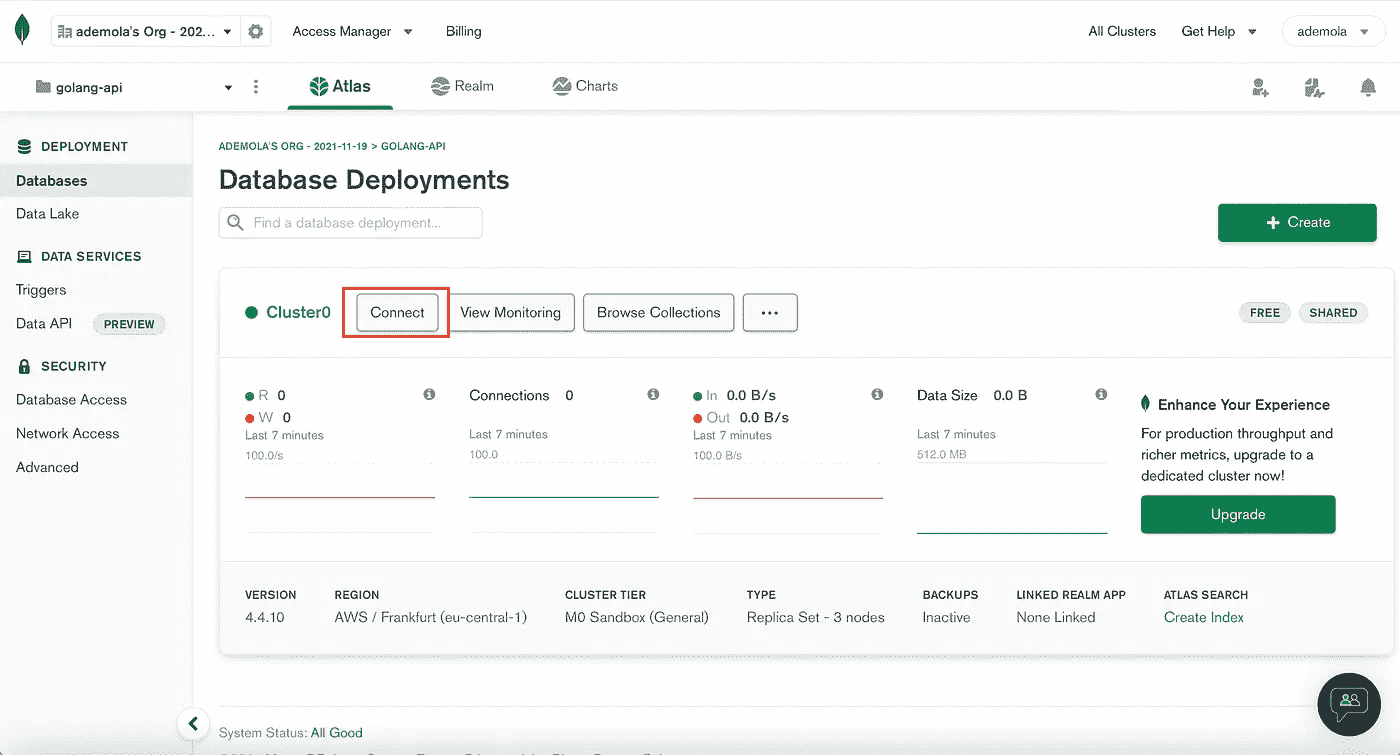 ademola's Org - 202... Access Manager Billing All Clusters Get Help ademola
golang-api Atlas Realm Charts
DEPLOYMENT
Databases
Data Lake
DATA SERVICES
Triggers
Data API PREVIEW
SECURITY
Database Access
Network Access
Advanced
ADEMOLA'S ORG - 2021-11-19 > GOLANG-API
Database Deployments
Find a database deployment...
+ Create
Cluster0 Connect View Monitoring Browse Collections ... FREE SHARED
R 0
W 0
Last 7 minutes
100.0/s
Connections 0
Last 7 minutes
100.0
In 0.0 B/s
Out 0.0 B/s
Last 7 minutes
100.0 B/s
Data Size 0.0 B
Last 7 minutes
512.0 MB
Enhance Your Experience
For production throughput and
richer metrics, upgrade to a
dedicated cluster now!
Upgrade
VERSION REGION CLUSTER TIER TYPE BACKUPS LINKED REALM APP ATLAS SEARCH
4.4.10 AWS / Frankfurt (eu-central-1) M0 Sandbox (General) Replica Set - 3 nodes Inactive None Linked Create Index
System Status: All Good